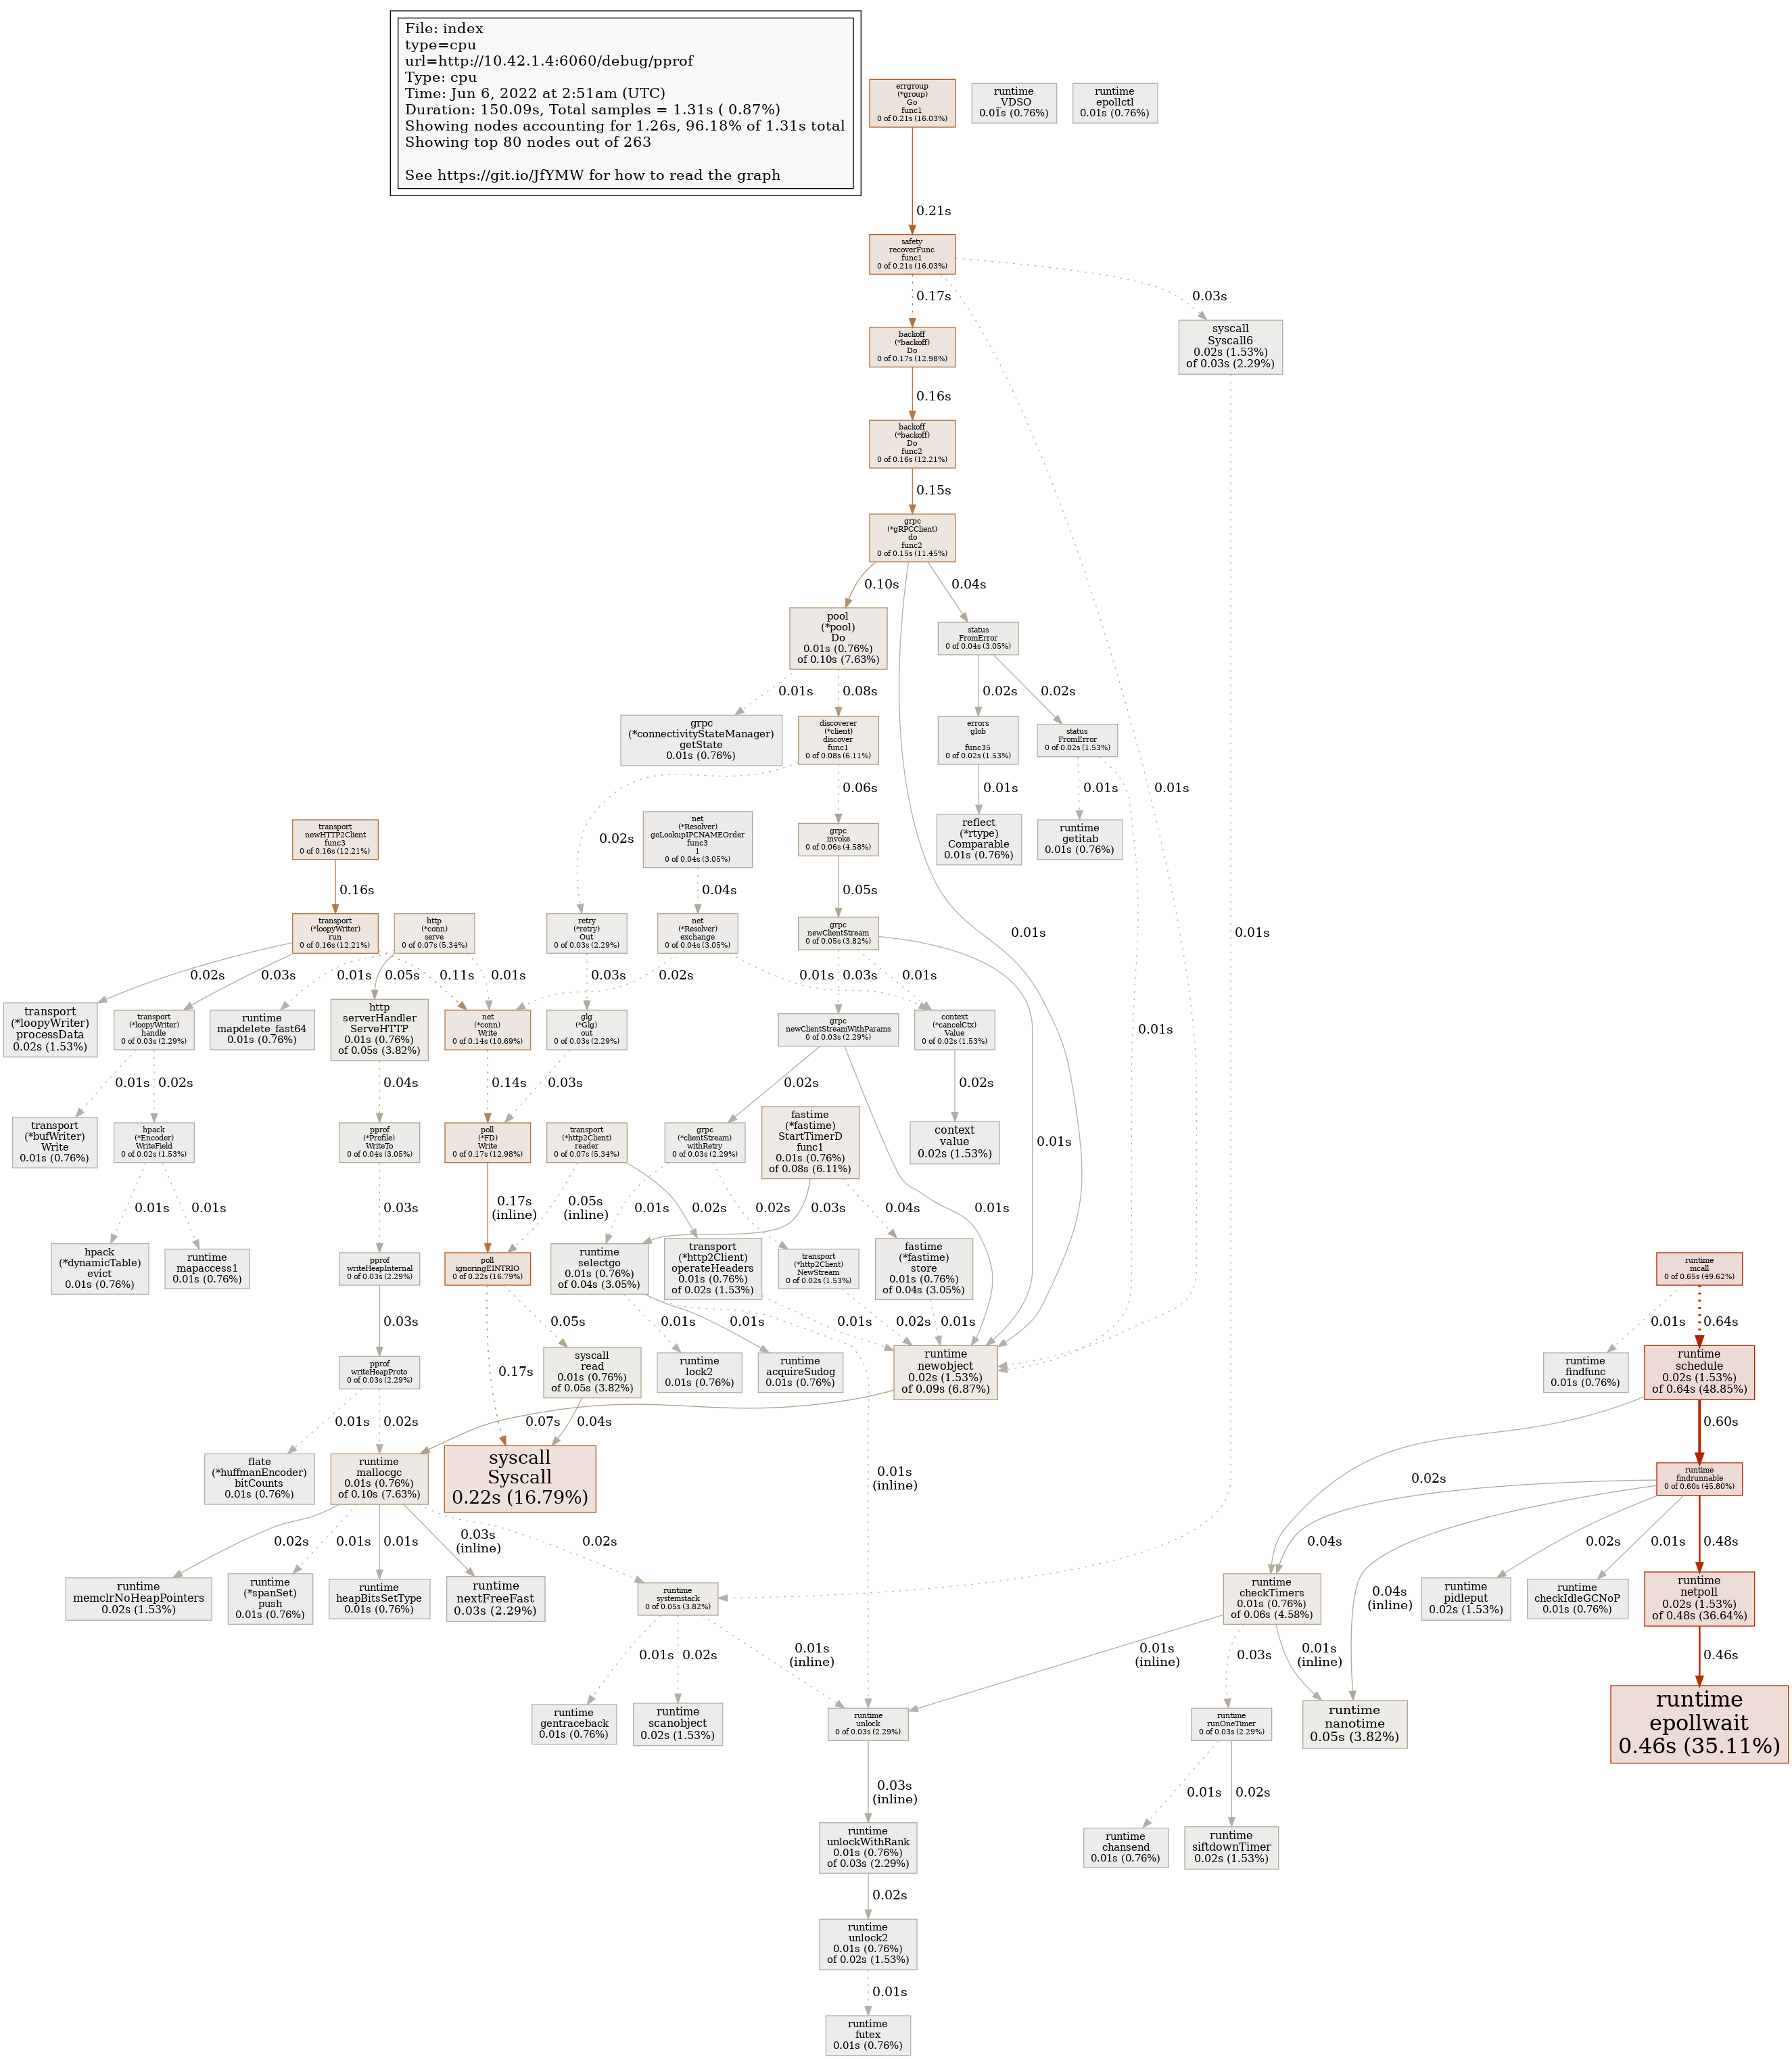 File: index
type=cpu
url=http://10.42.1.4:6060/debug/pprof
Type: cpu
Time: Jun 6, 2022 at 2:51am (UTC)
Duration: 150.09s, Total samples = 1.31s ( 0.87%)
Showing nodes accounting for 1.26s, 96.18% of 1.31s total
Showing top 80 nodes out of 263
See https://git.io/JfYMW for how to read the graph
errgroup
(*group)
Go
func1
0 of 0.21s (16.03%)
runtime
_VDSO
0.01s (0.76%)
runtime
epollctl
0.01s (0.76%)
0.21s
safety
recoverFunc
func1
0 of 0.21s (16.03%)
0.17s
0.03s
backoff
(*backoff)
Do
0 of 0.17s (12.98%)
syscall
Syscall6
0.02s (1.53%)
of 0.03s (2.29%)
0.16s
backoff
(*backoff)
Do
func2
0 of 0.16s (12.21%)
0.15s
grpc
(*gRPCClient)
do
func2
0 of 0.15s (11.45%)
0.10s
0.04s
pool
(*pool)
Do
0.01s (0.76%)
of 0.10s (7.63%)
status
FromError
0 of 0.04s (3.05%)
0.01s
0.08s
0.02s
0.02s
grpc
(*connectivityStateManager)
getState
0.01s (0.76%)
discoverer
(*client)
discover
func1
0 of 0.08s (6.11%)
errors
glob

func35
0 of 0.02s (1.53%)
status
FromError
0 of 0.02s (1.53%)
0.06s
0.01s
0.01s
0.01s
transport
newHTTP2Client
func3
0 of 0.16s (12.21%)
0.02s
net
(*Resolver)
goLookupIPCNAMEOrder
func3
1
0 of 0.04s (3.05%)
grpc
invoke
0 of 0.06s (4.58%)
reflect
(*rtype)
Comparable
0.01s (0.76%)
runtime
getitab
0.01s (0.76%)
0.16s
0.04s
0.05s
transport
(*loopyWriter)
run
0 of 0.16s (12.21%)
http
(*conn)
serve
0 of 0.07s (5.34%)
retry
(*retry)
Out
0 of 0.03s (2.29%)
net
(*Resolver)
exchange
0 of 0.04s (3.05%)
grpc
newClientStream
0 of 0.05s (3.82%)
0.01s
0.01s
0.02s
0.03s
0.01s
0.05s
0.11s
0.01s
0.03s
0.02s
0.01s
0.03s
0.01s
transport
(*loopyWriter)
processData
0.02s (1.53%)
transport
(*loopyWriter)
handle
0 of 0.03s (2.29%)
runtime
mapdelete_fast64
0.01s (0.76%)
http
serverHandler
ServeHTTP
0.01s (0.76%)
of 0.05s (3.82%)
net
(*conn)
Write
0 of 0.14s (10.69%)
glg
(*Glg)
out
0 of 0.03s (2.29%)
grpc
newClientStreamWithParams
0 of 0.03s (2.29%)
context
(*cancelCtx)
Value
0 of 0.02s (1.53%)
0.01s
0.01s
0.02s
0.04s
0.14s
0.03s
0.02s
0.02s
transport
(*bufWriter)
Write
0.01s (0.76%)
hpack
(*Encoder)
WriteField
0 of 0.02s (1.53%)
pprof
(*Profile)
WriteTo
0 of 0.04s (3.05%)
poll
(*FD)
Write
0 of 0.17s (12.98%)
transport
(*http2Client)
reader
0 of 0.07s (5.34%)
grpc
(*clientStream)
withRetry
0 of 0.03s (2.29%)
fastime
(*fastime)
StartTimerD
func1
0.01s (0.76%)
of 0.08s (6.11%)
context
value
0.02s (1.53%)
0.01s
0.01s
0.01s
0.03s
0.17s
(inline)
0.05s
(inline)
0.02s
0.01s
0.02s
0.03s
0.04s
0.01s
hpack
(*dynamicTable)
evict
0.01s (0.76%)
runtime
mapaccess1
0.01s (0.76%)
pprof
writeHeapInternal
0 of 0.03s (2.29%)
poll
ignoringEINTRIO
0 of 0.22s (16.79%)
runtime
selectgo
0.01s (0.76%)
of 0.04s (3.05%)
transport
(*http2Client)
operateHeaders
0.01s (0.76%)
of 0.02s (1.53%)
transport
(*http2Client)
NewStream
0 of 0.02s (1.53%)
fastime
(*fastime)
store
0.01s (0.76%)
of 0.04s (3.05%)
runtime
mcall
0 of 0.65s (49.62%)
0.03s
0.05s
0.01s
0.01s
0.01s
0.02s
0.01s
0.01s
0.64s
pprof
writeHeapProto
0 of 0.03s (2.29%)
0.17s
syscall
read
0.01s (0.76%)
of 0.05s (3.82%)
runtime
lock2
0.01s (0.76%)
runtime
acquireSudog
0.01s (0.76%)
runtime
newobject
0.02s (1.53%)
of 0.09s (6.87%)
runtime
findfunc
0.01s (0.76%)
runtime
schedule
0.02s (1.53%)
of 0.64s (48.85%)
0.01s
0.02s
0.04s
0.07s
0.60s
flate
(*huffmanEncoder)
bitCounts
0.01s (0.76%)
runtime
mallocgc
0.01s (0.76%)
of 0.10s (7.63%)
syscall
Syscall
0.22s (16.79%)
0.01s
(inline)
0.02s
runtime
findrunnable
0 of 0.60s (45.80%)
0.02s
0.01s
0.01s
0.03s
(inline)
0.02s
0.04s
0.02s
0.01s
0.48s
runtime
memclrNoHeapPointers
0.02s (1.53%)
runtime
(*spanSet)
push
0.01s (0.76%)
runtime
heapBitsSetType
0.01s (0.76%)
runtime
nextFreeFast
0.03s (2.29%)
runtime
systemstack
0 of 0.05s (3.82%)
runtime
checkTimers
0.01s (0.76%)
of 0.06s (4.58%)
0.04s
(inline)
runtime
pidleput
0.02s (1.53%)
runtime
checkIdleGCNoP
0.01s (0.76%)
runtime
netpoll
0.02s (1.53%)
of 0.48s (36.64%)
0.01s
0.02s
0.01s
(inline)
0.01s
(inline)
0.03s
0.01s
(inline)
0.46s
runtime
gentraceback
0.01s (0.76%)
runtime
scanobject
0.02s (1.53%)
runtime
unlock
0 of 0.03s (2.29%)
runtime
runOneTimer
0 of 0.03s (2.29%)
runtime
nanotime
0.05s (3.82%)
runtime
epollwait
0.46s (35.11%)
0.03s
(inline)
0.01s
0.02s
runtime
unlockWithRank
0.01s (0.76%)
of 0.03s (2.29%)
runtime
chansend
0.01s (0.76%)
runtime
siftdownTimer
0.02s (1.53%)
0.02s
runtime
unlock2
0.01s (0.76%)
of 0.02s (1.53%)
0.01s
runtime
futex
0.01s (0.76%)